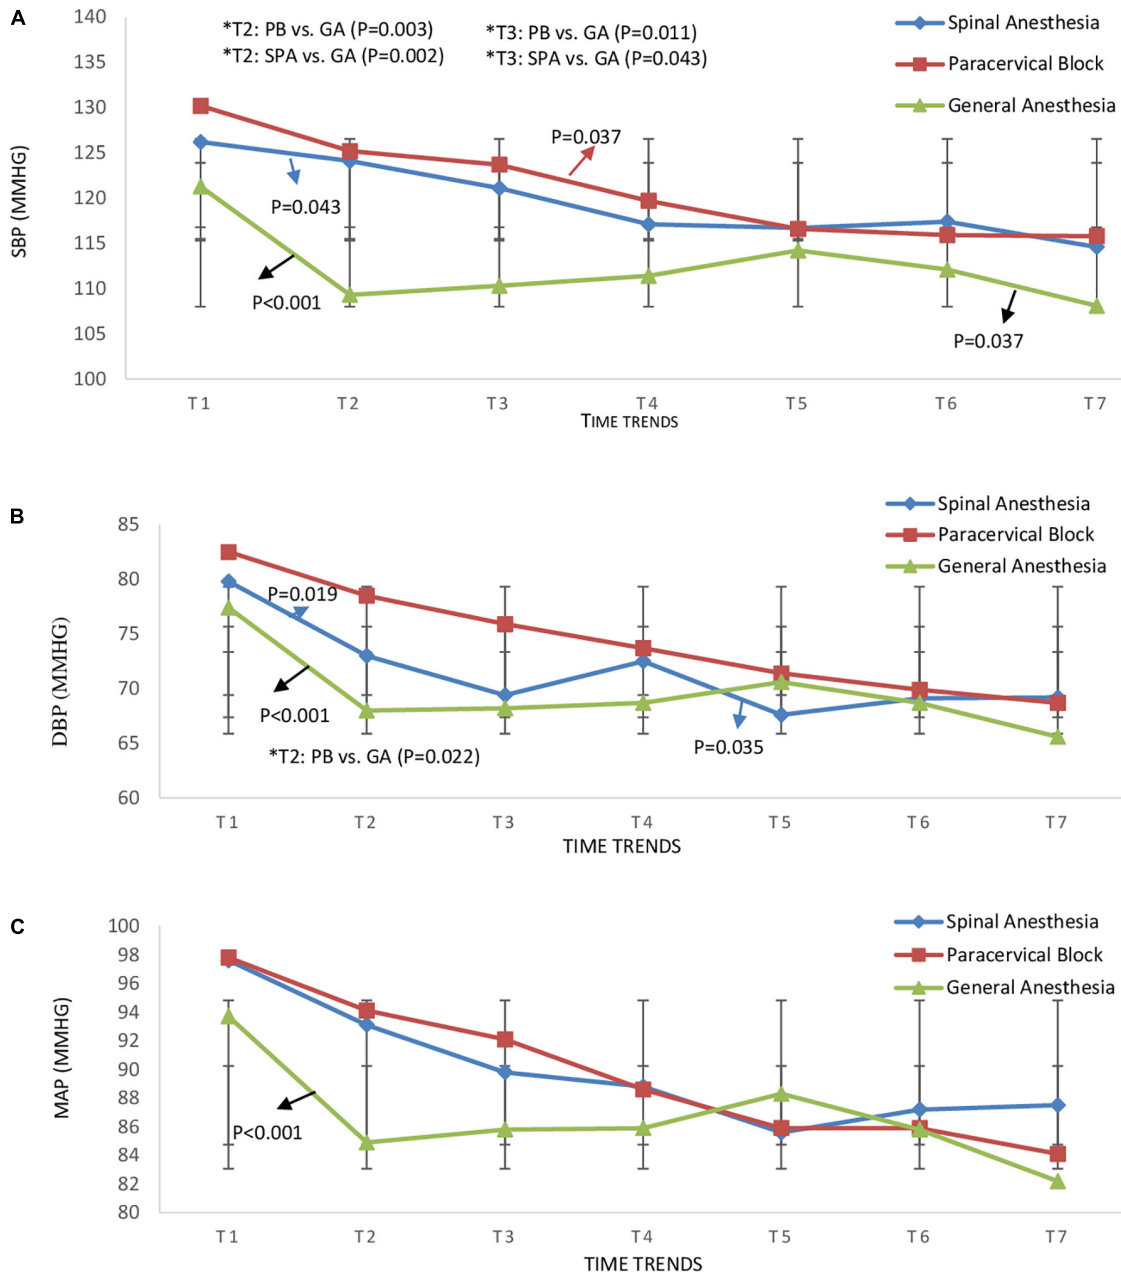 A
*T2: PB vs. GA (P=0.003)
*T2: SPA vs. GA (P=0.002)
*T3: PB vs. GA (P=0.011)
*T3: SPA vs. GA (P=0.043)
Spinal Anesthesia
Paracervical Block
General Anesthesia
140
135
130
125
120
115
110
105
100
SBP (MMHG)
P=0.043
P<0.001
P=0.037
P=0.037
T1 T2 T3 T4 T5 T6 T7
TIME TRENDS
B
Spinal Anesthesia
Paracervical Block
General Anesthesia
85
80
75
70
65
60
DBP (MMHG)
P=0.019
P<0.001
*T2: PB vs. GA (P=0.022)
P=0.035
T1 T2 T3 T4 T5 T6 T7
TIME TRENDS
C
Spinal Anesthesia
Paracervical Block
General Anesthesia
100
98
96
94
92
90
88
86
84
82
80
MAP (MMHG)
P<0.001
T1 T2 T3 T4 T5 T6 T7
TIME TRENDS